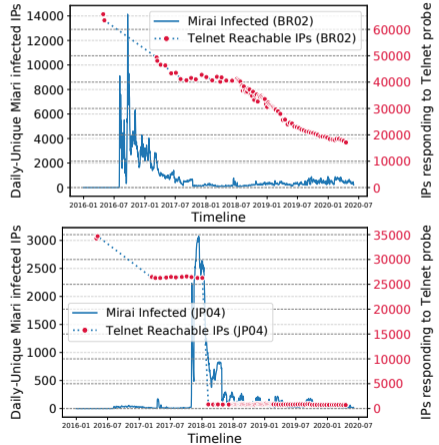 Daily-Unique Miari infected IPs
14000
12000
10000
8000
6000
4000
2000
0
Mirai Infected (BR02)
Telnet Reachable IPs (BR02)
60000
50000
40000
30000
20000
10000
0
IPs responding to Telnet probe
2016-01 2016-07 2017-01 2017-07 2018-01 2018-07 2019-01 2019-07 2020-01 2020-07
Timeline
Daily-Unique Miari infected IPs
3000
2500
2000
1500
1000
500
0
Mirai Infected (JP04)
Telnet Reachable IPs (JP04)
35000
30000
25000
20000
15000
10000
5000
0
IPs responding to Telnet probe
2016-01 2016-07 2017-01 2017-07 2018-01 2018-07 2019-01 2019-07 2020-01 2020-07
Timeline